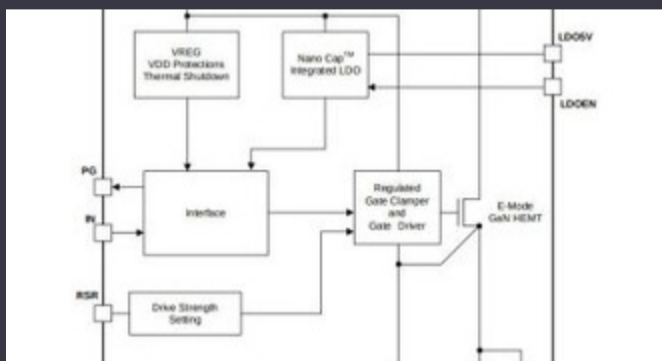 VREG
VDD Protections
Thermal Shutdown
Nano Cap™
Integrated LDO
LDO5V
LDOEN
PG
IN
RSR
Interface
Regulated
Gate Clamper
and
Gate Driver
E-Mode
GaN HEMT
Drive Strength
Setting